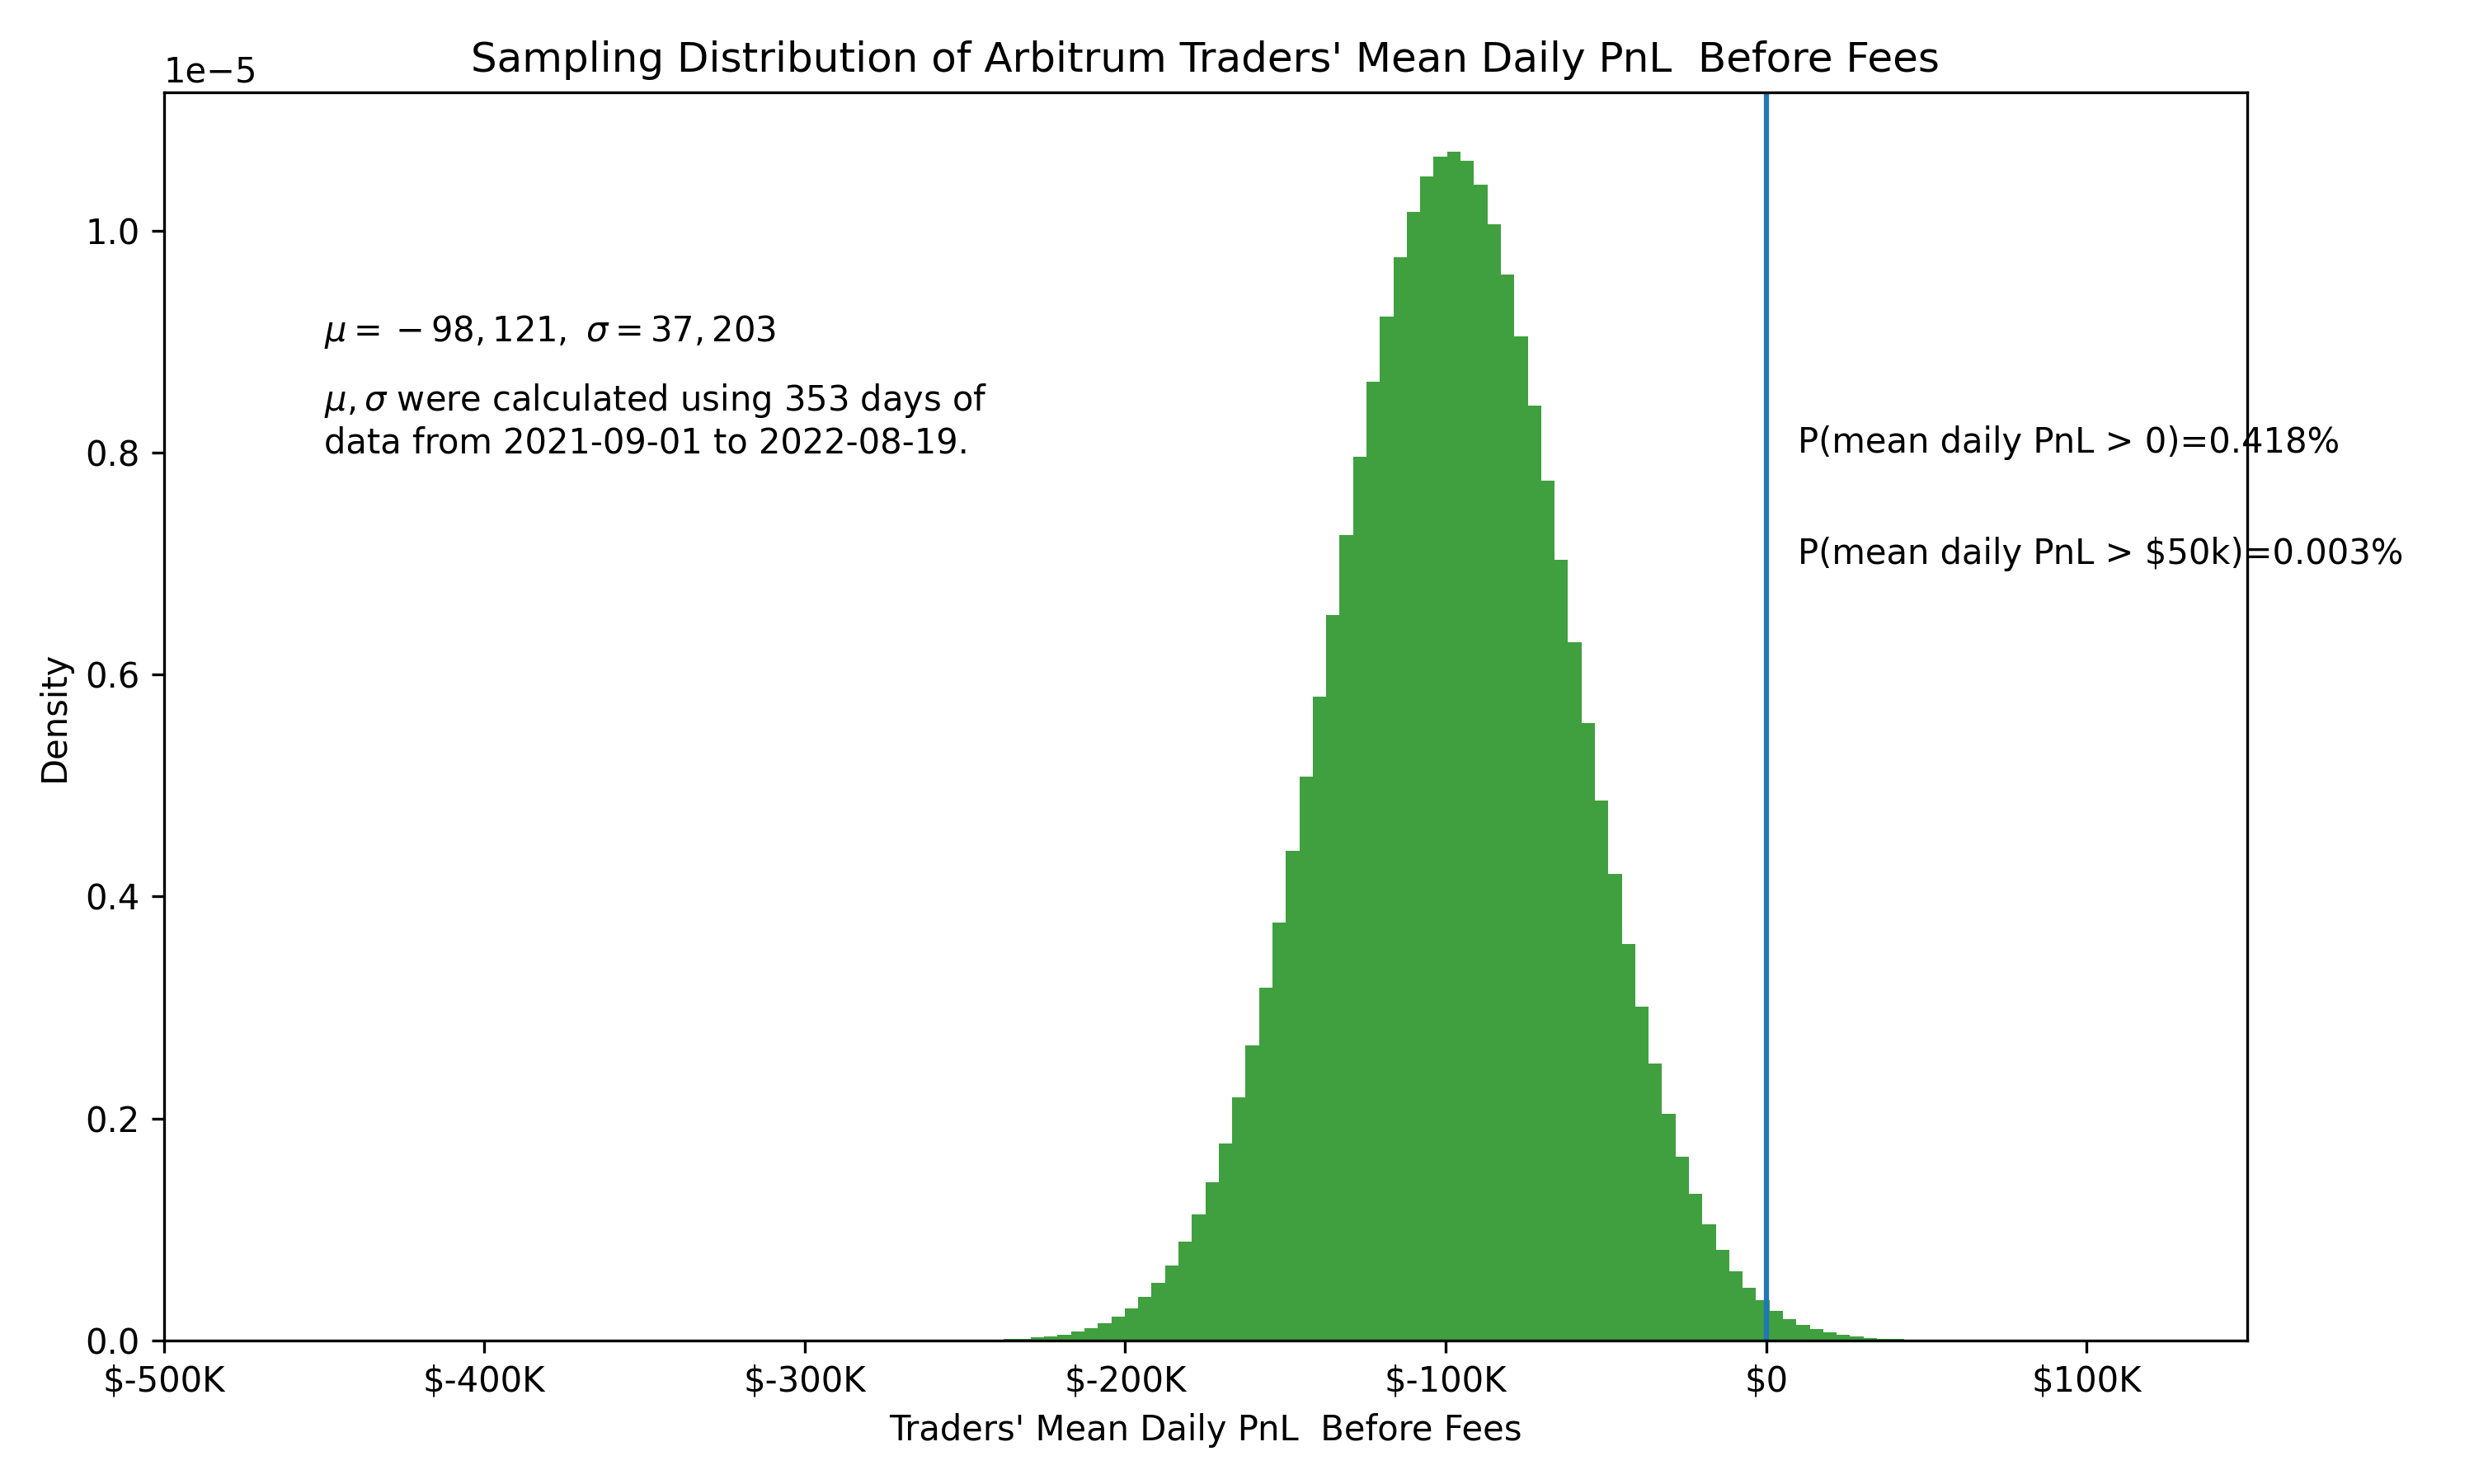 Sampling Distribution of Arbitrum Traders' Mean Daily PnL  Before Fees
1e−5
1.0
0.8
0.6
0.4
0.2
0.0
Density
μ = − 98, 121, σ = 37, 203
μ, σ were calculated using 353 days of
data from 2021-09-01 to 2022-08-19.
P(mean daily PnL > 0)=0.418%
P(mean daily PnL > $50k)=0.003%
$-500K
$-400K
$-300K
$-200K
$-100K
$0
$100K
Traders' Mean Daily PnL  Before Fees